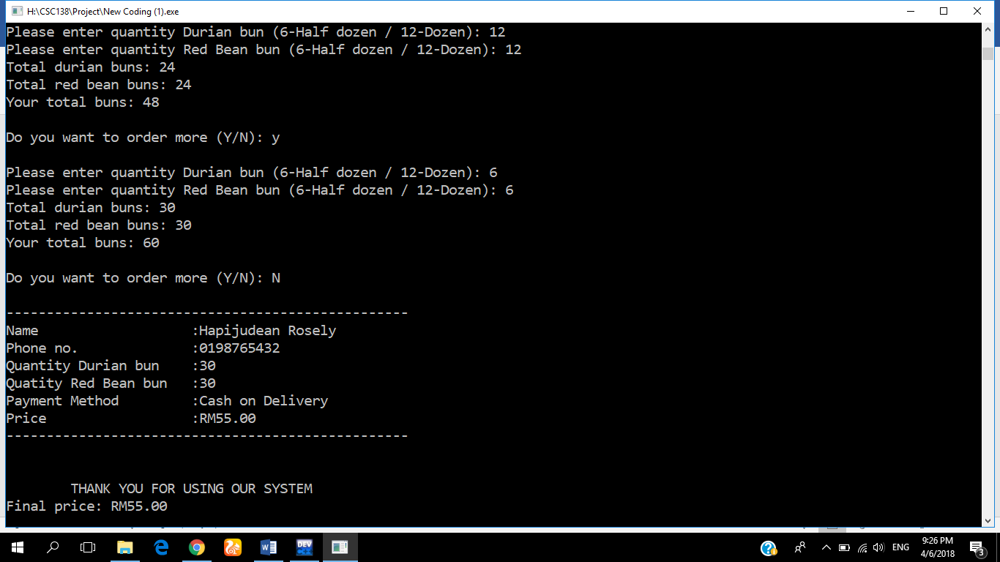 H:\CSC138\Project\New Coding (1).exe
Please enter quantity Durian bun (6-Half dozen / 12-Dozen): 12
Please enter quantity Red Bean bun (6-Half dozen / 12-Dozen): 12
Total durian buns: 24
Total red bean buns: 24
Your total buns: 48
Do you want to order more (Y/N): y
Please enter quantity Durian bun (6-Half dozen / 12-Dozen): 6
Please enter quantity Red Bean bun (6-Half dozen / 12-Dozen): 6
Total durian buns: 30
Total red bean buns: 30
Your total buns: 60
Do you want to order more (Y/N): N
--------------------------------------------------
Name :Hapijudean Rosely
Phone no. :0198765432
Quantity Durian bun :30
Quatity Red Bean bun :30
Payment Method :Cash on Delivery
Price :RM55.00
--------------------------------------------------
THANK YOU FOR USING OUR SYSTEM
Final price: RM55.00
DEV C++
ENG
9:26 PM
4/6/2018
3